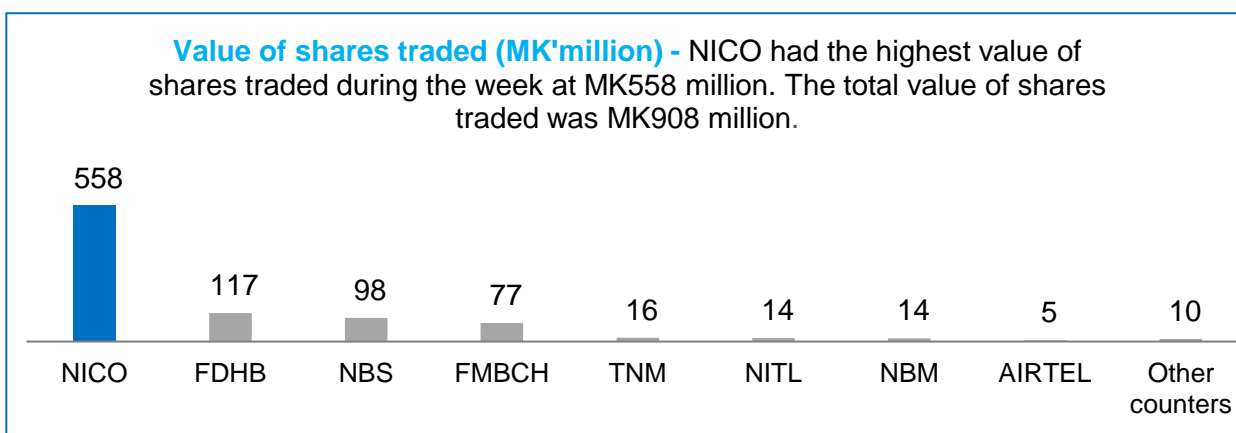 Value of shares traded (MK'million) - NICO had the highest value of
shares traded during the week at MK558 million. The total value of shares
traded was MK908 million.
558
117
98
77
16
14
14
5
10
NICO
FDHB
NBS
FMBCH
TNM
NITL
NBM
AIRTEL
Other
counters